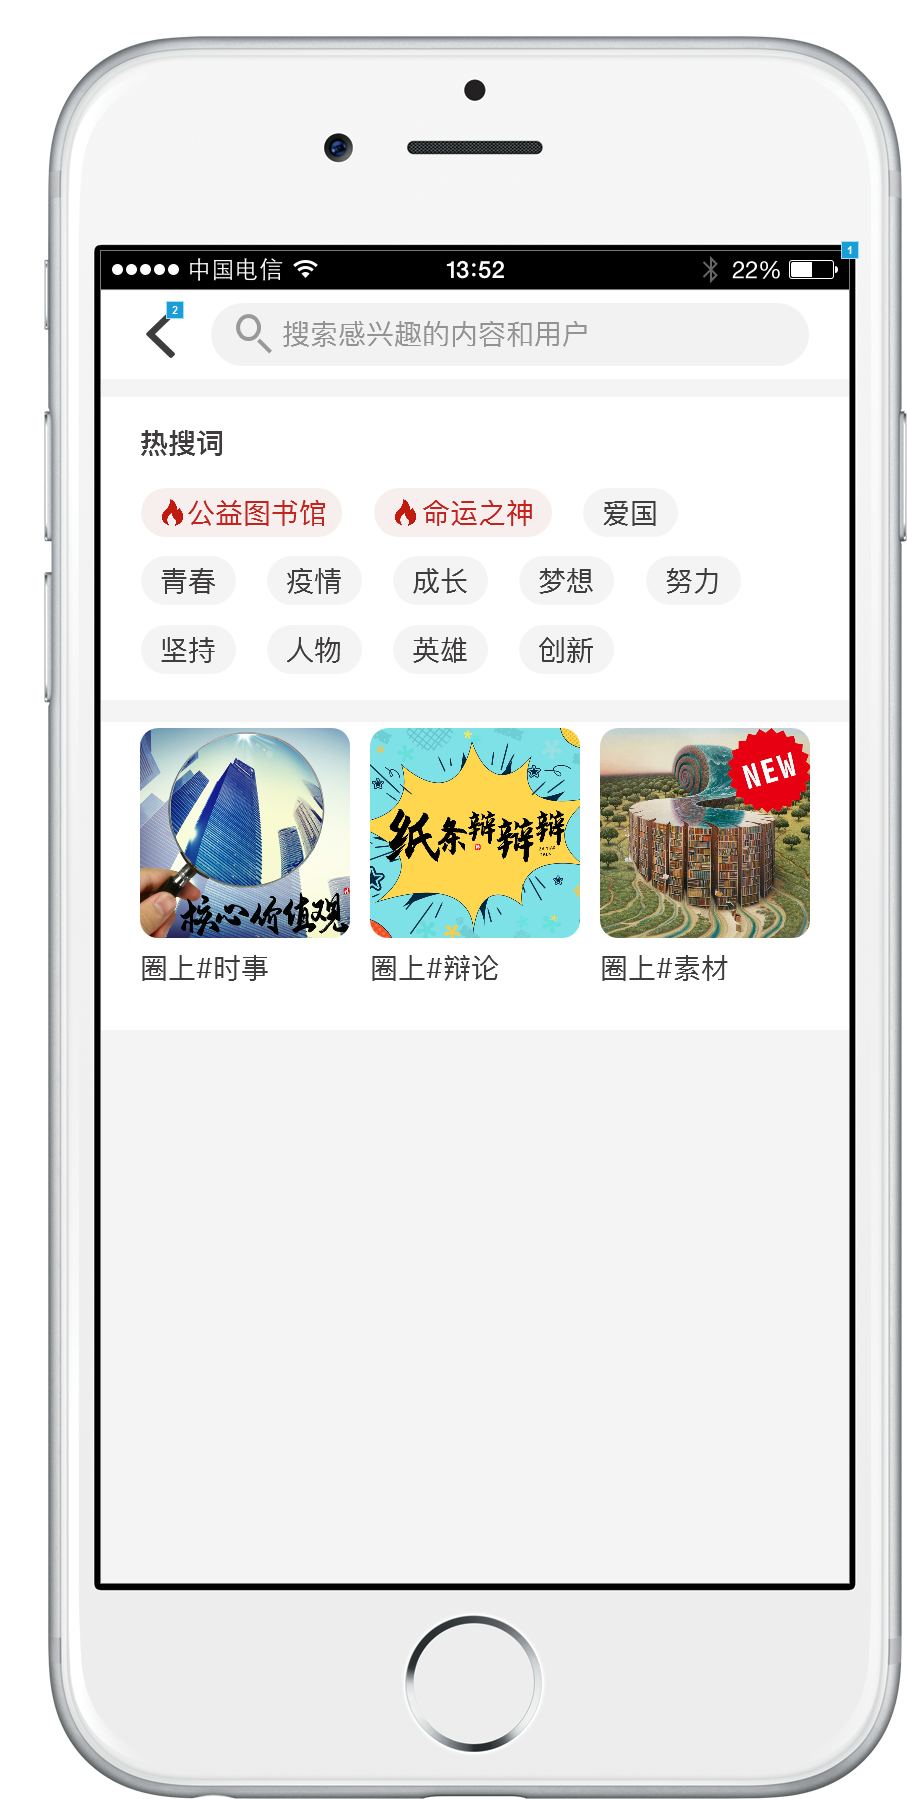 中国电信 13:52 22%
1
2
搜索感兴趣的内容和用户
热搜词
公益图书馆 命运之神 爱国
青春 疫情 成长 梦想 努力
坚持 人物 英雄 创新
NEW
纸条辩辩辩
核心价值观
圈上#时事 圈上#辩论 圈上#素材